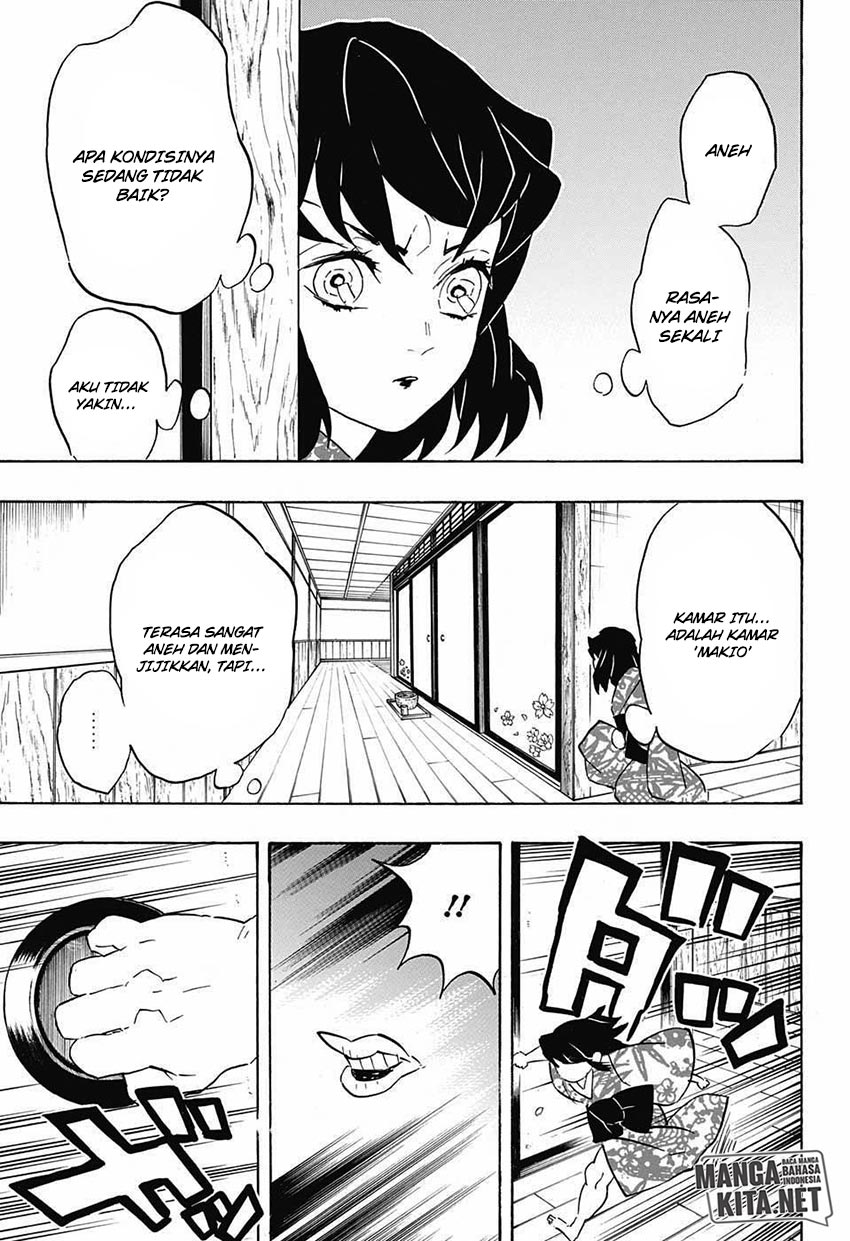 ANEH
RASA-
NYA ANEH
SEKALI
APA KONDISINYA
SEDANG TIDAK
BAIK?
AKU TIDAK
YAKIN...
KAMAR ITU...
ADALAH KAMAR
'MAKIO'
TERASA SANGAT
ANEH DAN MEN-
JIJIKKAN, TAPI...
......
!!
MANGA
KITA.NET
BACA MANGA
BAHASA
INDONESIA